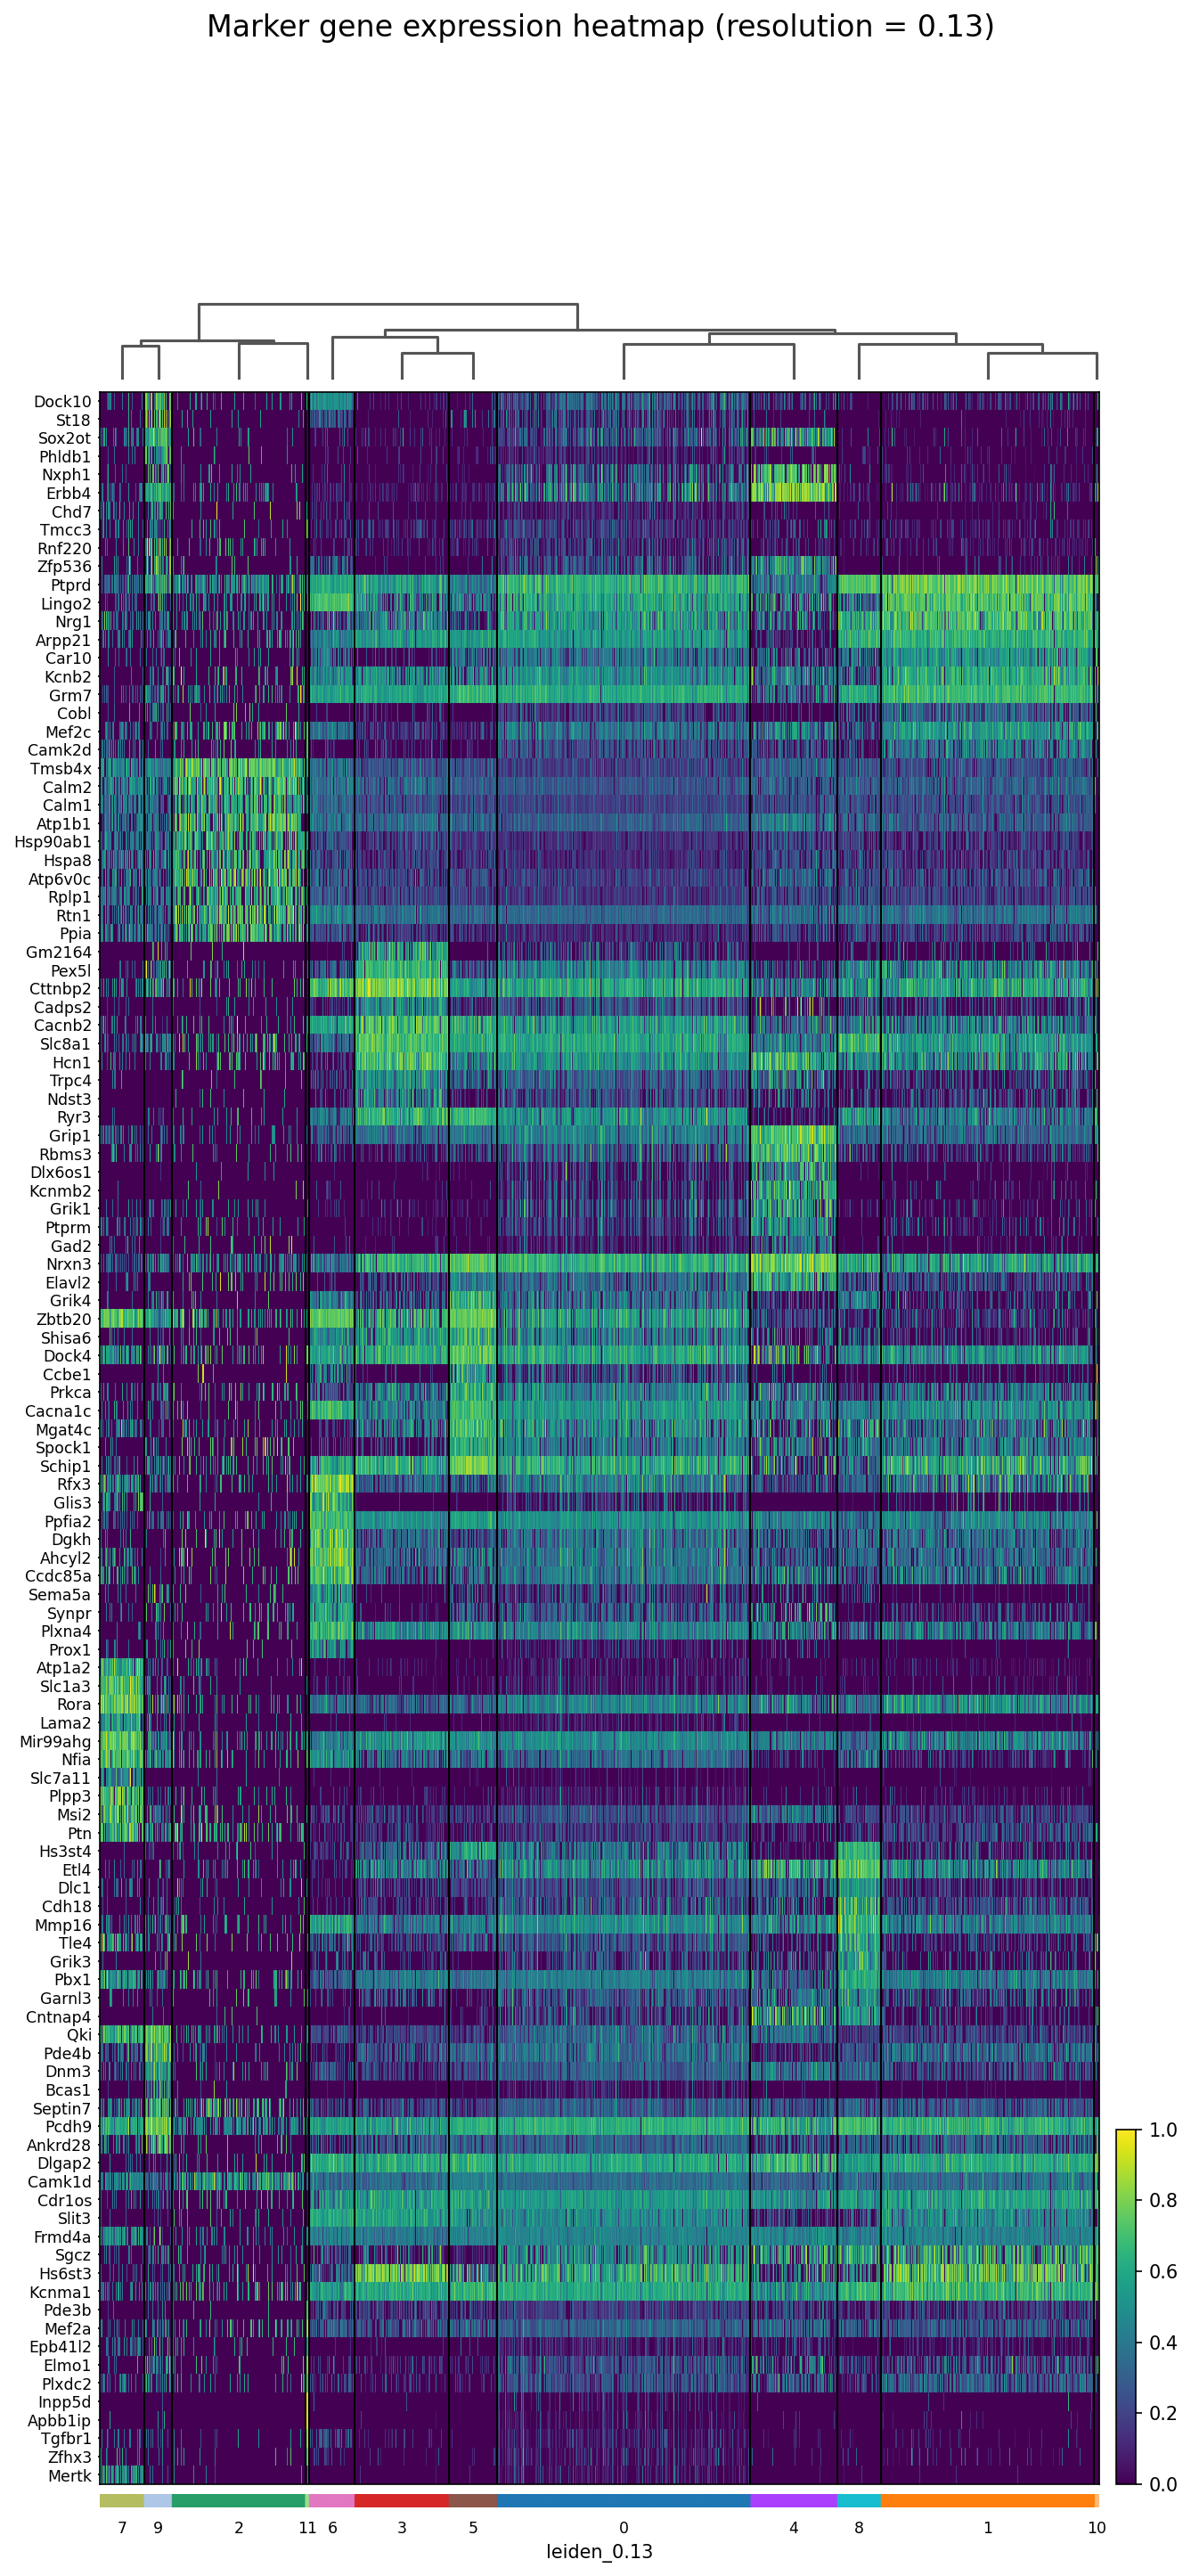 Marker gene expression heatmap (resolution = 0.13)
Dock10
St18
Sox2ot
Phldb1
Nxph1
Erbb4
Chd7
Tmcc3
Rnf220
Zfp536
Ptprd
Lingo2
Nrg1
Arpp21
Car10
Kcnb2
Grm7
Cobl
Mef2c
Camk2d
Tmsb4x
Calm2
Calm1
Atp1b1
Hsp90ab1
Hspa8
Atp6v0c
Rplp1
Rtn1
Ppia
Gm2164
Pex5l
Cttnbp2
Cadps2
Cacnb2
Slc8a1
Hcn1
Trpc4
Ndst3
Ryr3
Grip1
Rbms3
Dlx6os1
Kcnmb2
Grik1
Ptprm
Gad2
Nrxn3
Elavl2
Grik4
Zbtb20
Shisa6
Dock4
Ccbe1
Prkca
Cacna1c
Mgat4c
Spock1
Schip1
Rfx3
Glis3
Ppfia2
Dgkh
Ahcyl2
Ccdc85a
Sema5a
Synpr
Plxna4
Prox1
Atp1a2
Slc1a3
Rora
Lama2
Mir99ahg
Nfia
Slc7a11
Plpp3
Msi2
Ptn
Hs3st4
Etl4
Dlc1
Cdh18
Mmp16
Tle4
Grik3
Pbx1
Garnl3
Cntnap4
Qki
Pde4b
Dnm3
Bcas1
Septin7
Pcdh9
Ankrd28
Dlgap2
Camk1d
Cdr1os
Slit3
Frmd4a
Sgcz
Hs6st3
Kcnma1
Pde3b
Mef2a
Epb41l2
Elmo1
Plxdc2
Inpp5d
Apbb1ip
Tgfbr1
Zfhx3
Mertk
1.0
0.8
0.6
0.4
0.2
0.0
7 9 2 11 6 3 5 0 4 8 1 10
leiden_0.13